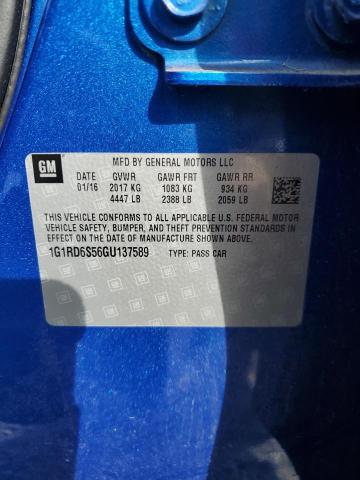 GM
MFD BY GENERAL MOTORS LLC
DATE GVWR GAWR FRT GAWR RR
01/16 2017 KG 1083 KG 934 KG
4447 LB 2388 LB 2059 LB
THIS VEHICLE CONFORMS TO ALL APPLICABLE U.S. FEDERAL MOTOR
VEHICLE SAFETY, BUMPER, AND THEFT PREVENTION STANDARDS
IN EFFECT ON THE DATE OF MANUFACTURE SHOWN ABOVE.
1G1RD6S56GU137589 TYPE: PASS CAR